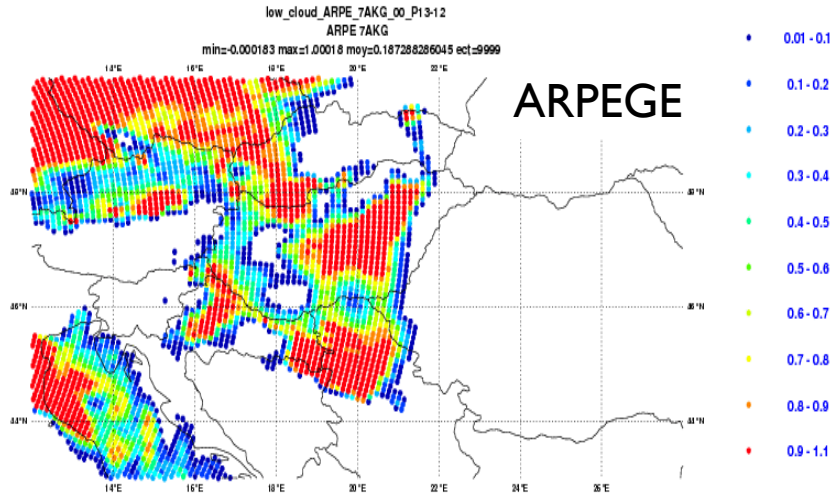 low_cloud_ARPE_7AKG_00_P13-12
ARPE 7AKG
min=-0.000183 max=1.00018 moy=0.187288286045 ect=9999
14°E 16°E 18°E 20°E 22°E
ARPEGE
48°N 48°N
46°N 46°N
44°N 44°N
14°E 16°E 18°E 20°E 22°E 24°E 26°E
0.01 - 0.1
0.1 - 0.2
0.2 - 0.3
0.3 - 0.4
0.4 - 0.5
0.5 - 0.6
0.6 - 0.7
0.7 - 0.8
0.8 - 0.9
0.9 - 1.1